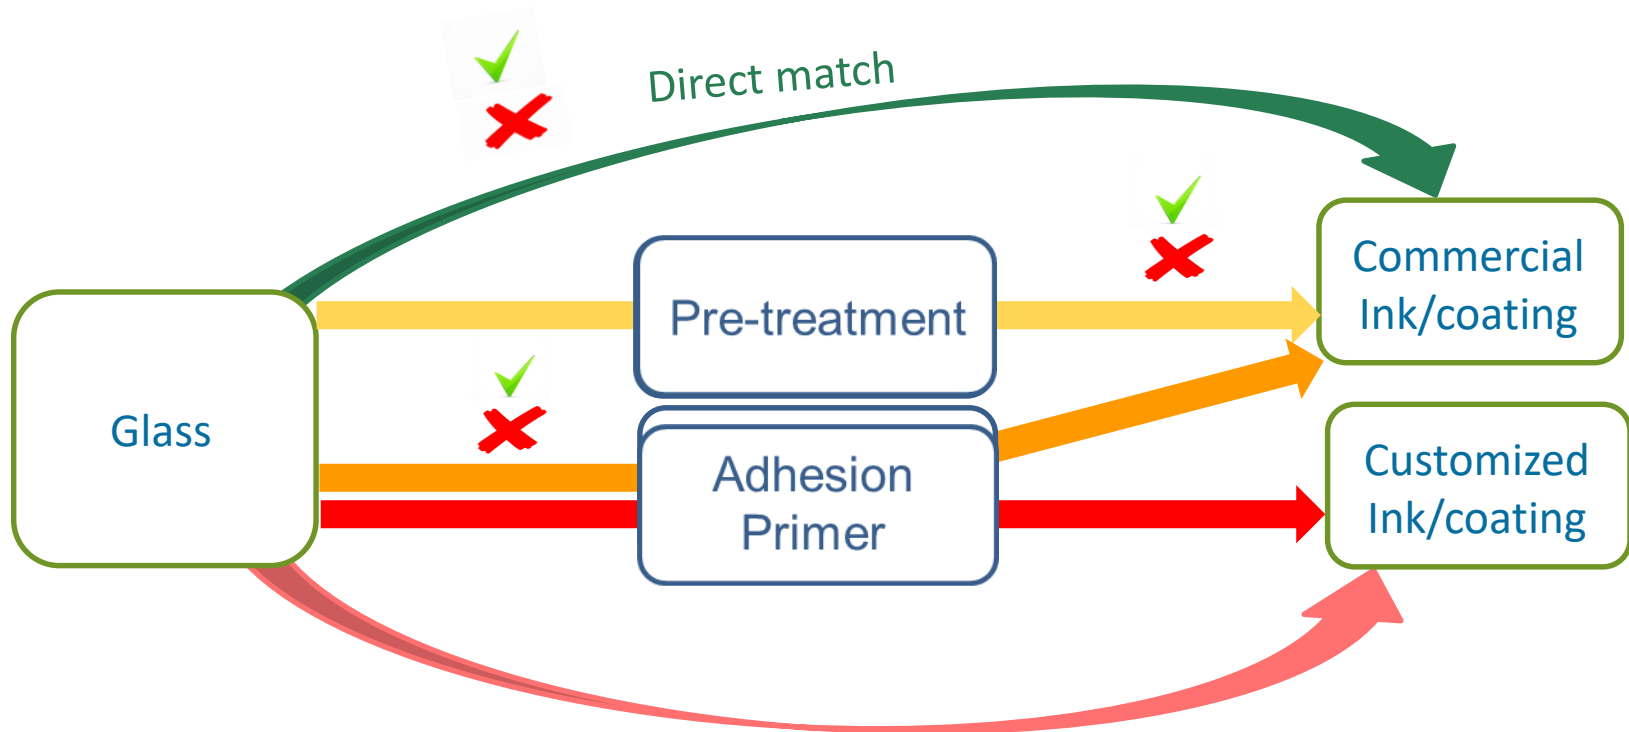 Direct match
Commercial
Ink/coating
Pre-treatment
Glass
Adhesion
Primer
Customized
Ink/coating